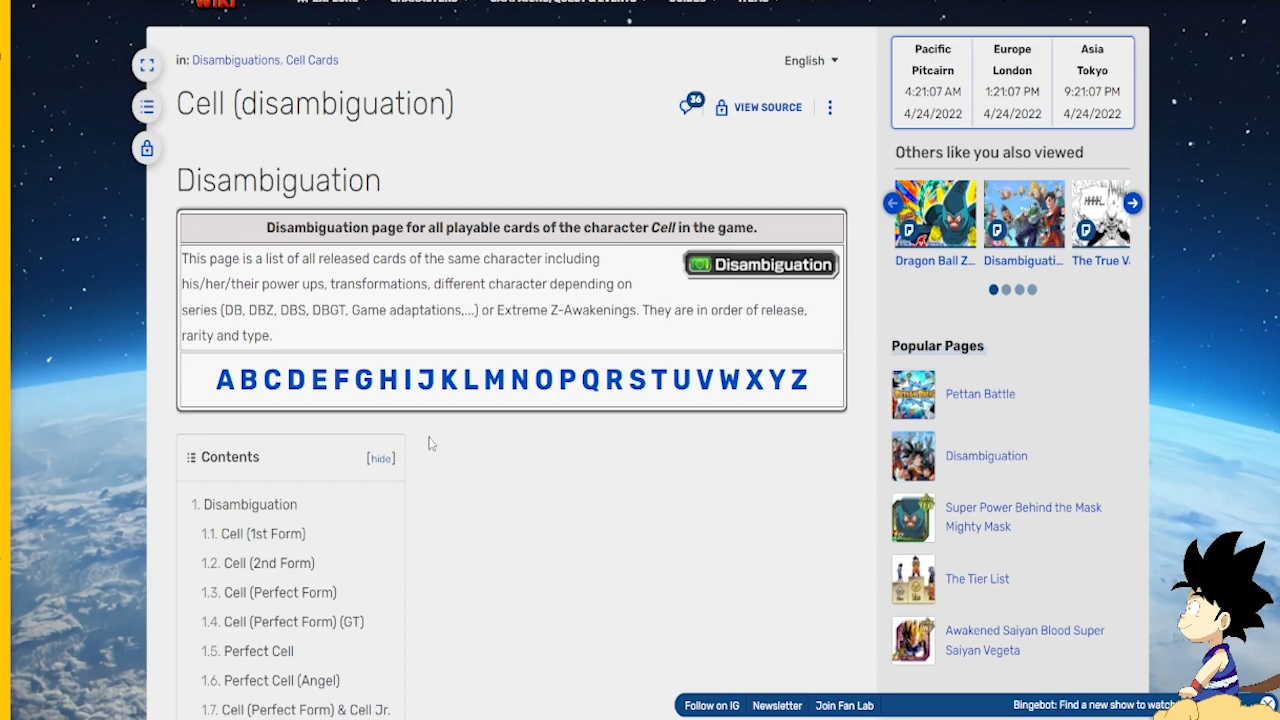 WIKI
EXPLORE
CHARACTERS
GUIDES
in: Disambiguations, Cell Cards
English
Cell (disambiguation)
36
VIEW SOURCE
Disambiguation
Disambiguation page for all playable cards of the character Cell in the game.
This page is a list of all released cards of the same character including
his/her/their power ups, transformations, different character depending on
series (DB, DBZ, DBS, DBGT, Game adaptations,...) or Extreme Z-Awakenings. They are in order of release,
rarity and type.
Disambiguation
A B C D E F G H I J K L M N O P Q R S T U V W X Y Z
Contents
[hide]
1. Disambiguation
1.1. Cell (1st Form)
1.2. Cell (2nd Form)
1.3. Cell (Perfect Form)
1.4. Cell (Perfect Form) (GT)
1.5. Perfect Cell
1.6. Perfect Cell (Angel)
1.7. Cell (Perfect Form) & Cell Jr.
Pacific Europe Asia
Pitcairn London Tokyo
4:21:07 AM 1:21:07 PM 9:21:07 PM
4/24/2022 4/24/2022 4/24/2022
Others like you also viewed
Dragon Ball Z... Disambiguati... The True V
Popular Pages
Pettan Battle
Disambiguation
Super Power Behind the Mask
Mighty Mask
The Tier List
Awakened Saiyan Blood Super
Saiyan Vegeta
Follow on IG Newsletter Join Fan Lab
Bingebot: Find a new show to watch